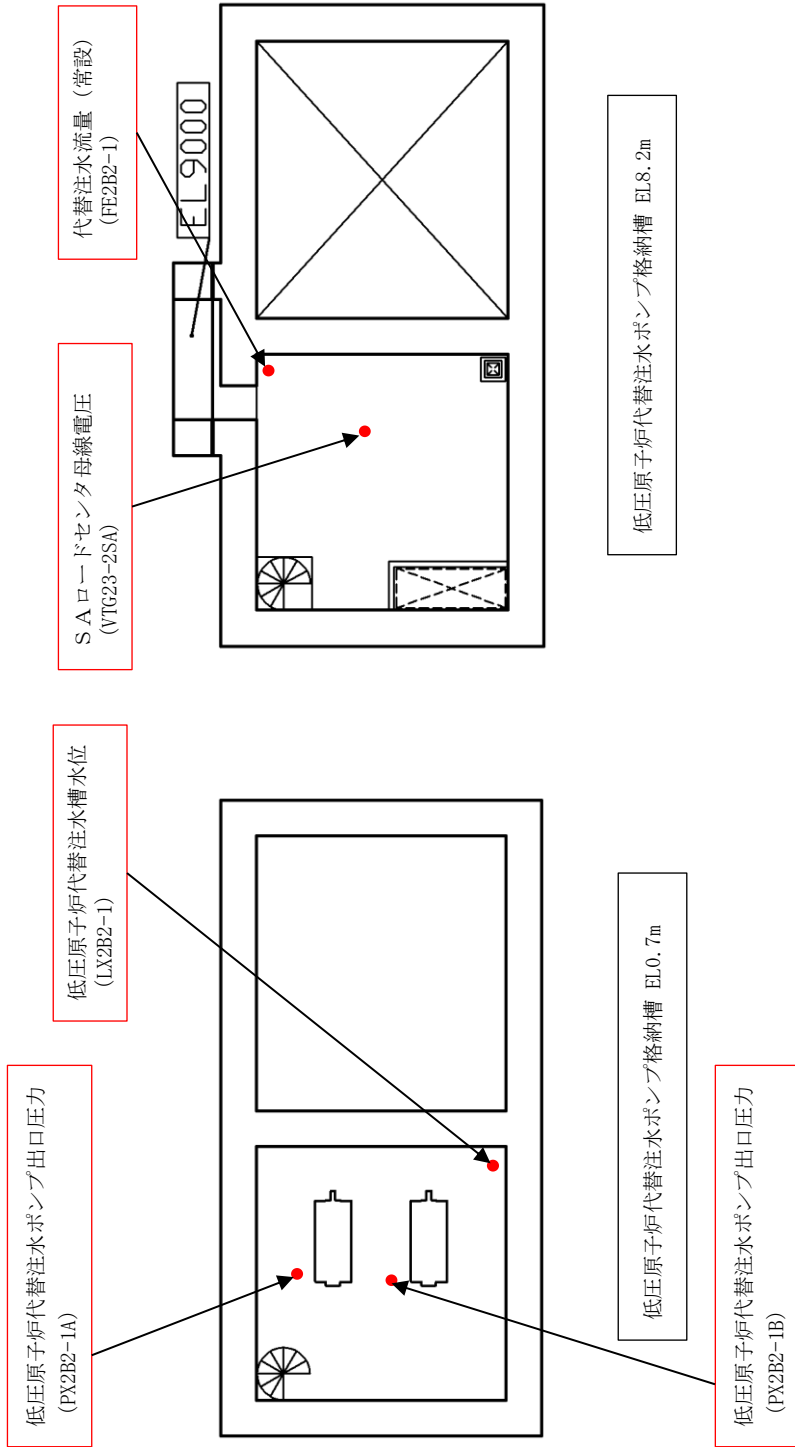 低圧原子炉代替注水ポンプ出口圧力
(PX2B2-1A)
低圧原子炉代替注水槽水位
(LX2B2-1)
低圧原子炉代替注水ポンプ格納槽 EL0.7m
低圧原子炉代替注水ポンプ出口圧力
(PX2B2-1B)
ＳＡロードセンタ母線電圧
(VTG23-2SA)
代替注水流量（常設）
(FE2B2-1)
EL9000
低圧原子炉代替注水ポンプ格納槽 EL8.2m